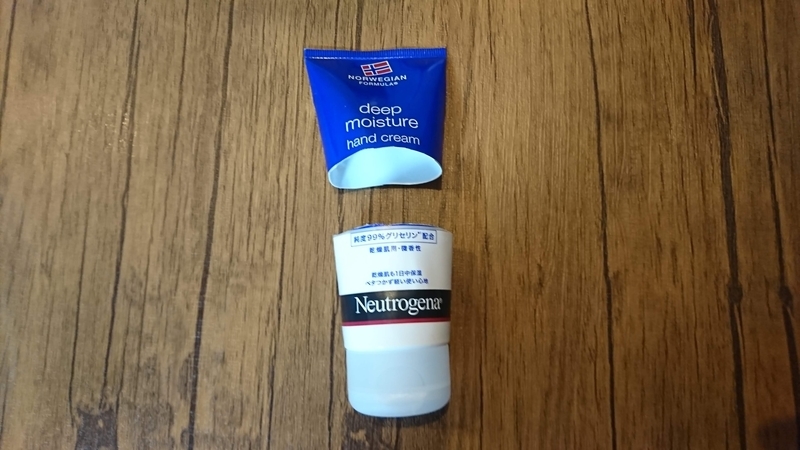 NORWEGIAN
FORMULA®
deep
moisture
hand cream
純度99%グリセリン*配合
乾燥肌用・微香性
乾燥肌も1日中保湿
ベタつかず軽い使い心地
Neutrogena®